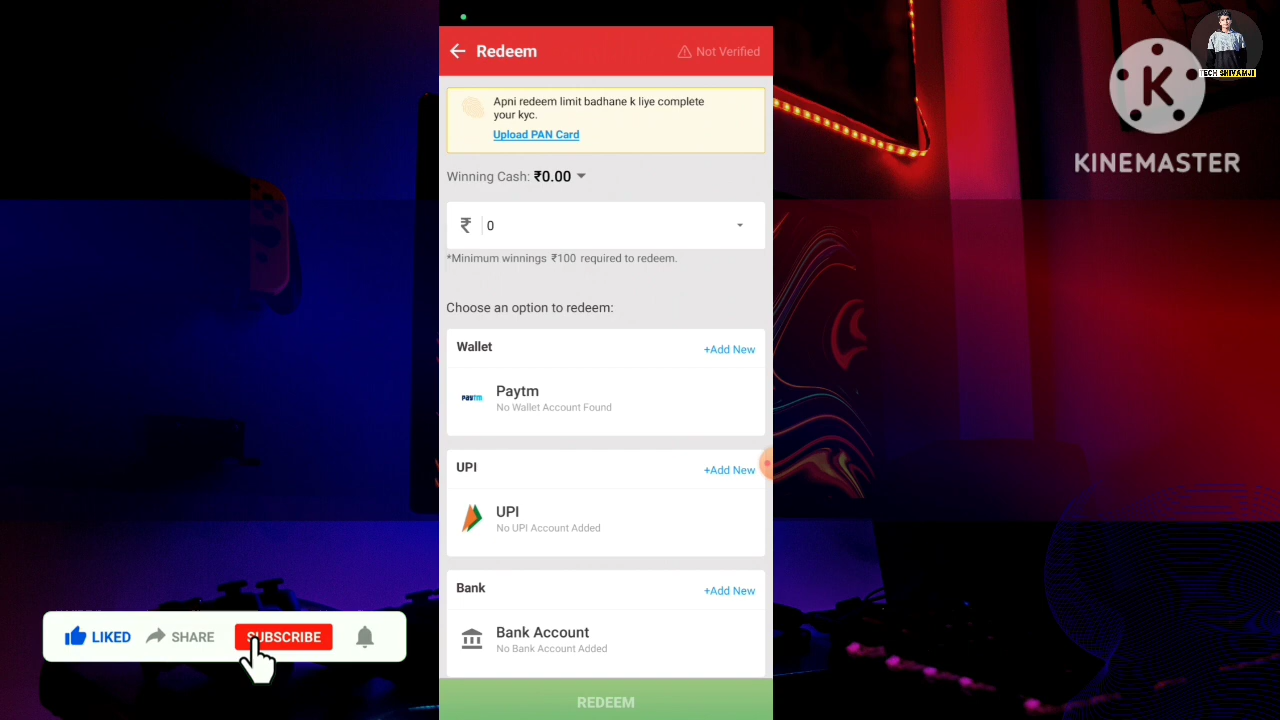 Redeem
Not Verified
Apni redeem limit badhane k liye complete
your kyc.
Upload PAN Card
Winning Cash: ₹0.00
₹ 0
*Minimum winnings ₹100 required to redeem.
Choose an option to redeem:
Wallet
+Add New
Paytm
Paytm
No Wallet Account Found
UPI
+Add New
UPI
No UPI Account Added
Bank
+Add New
Bank Account
No Bank Account Added
REDEEM
LIKED
SHARE
SUBSCRIBE
TECH SHIVAMJI
K
KINEMASTER